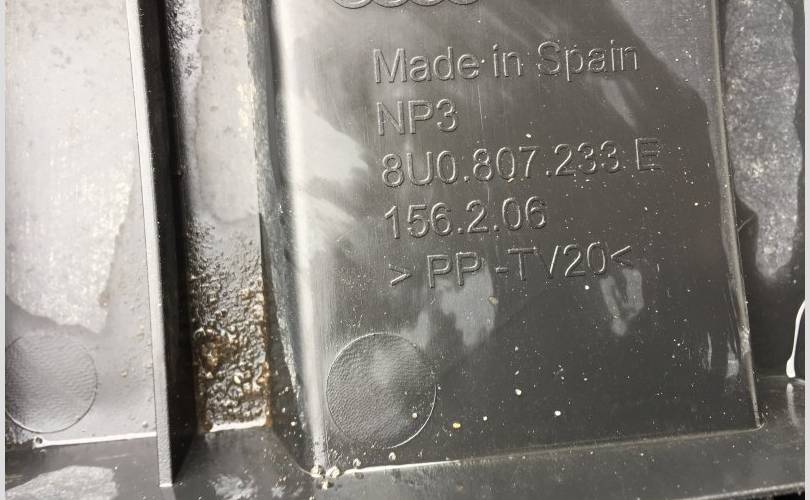 Made in Spain
NP3
8U0.807.233 E
156.2.06
> PP-TV20<